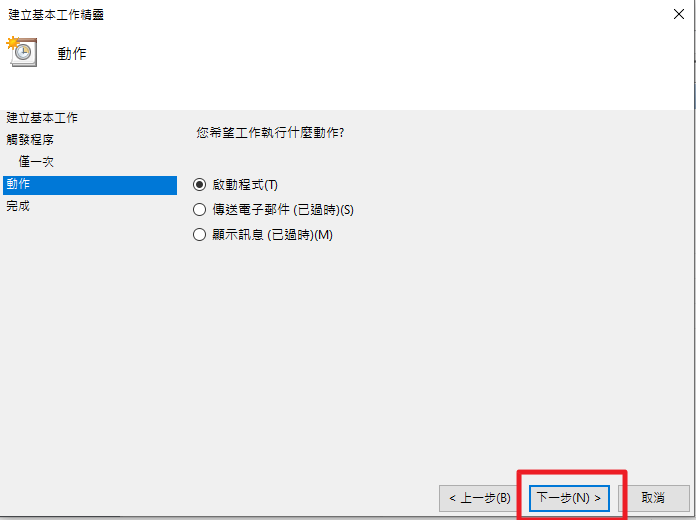 建立基本工作精靈
動作
建立基本工作
觸發程序
僅一次
動作
完成
您希望工作執行什麼動作?
啟動程式(T)
傳送電子郵件 (已過時)(S)
顯示訊息 (已過時)(M)
< 上一步(B)
下一步(N) >
取消